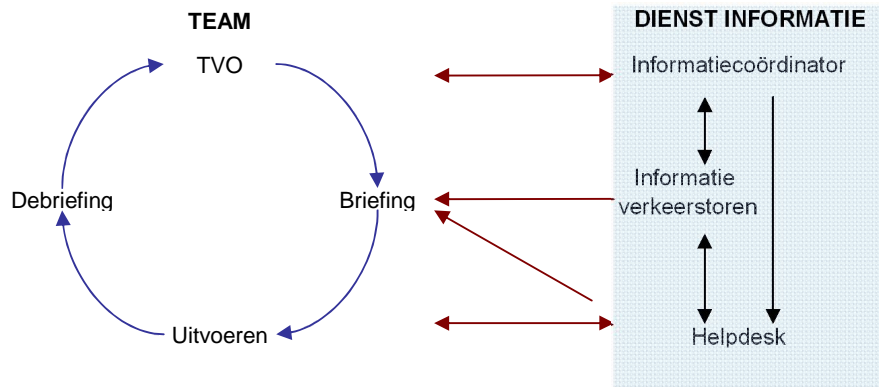 TEAM
TVO
Debriefing
Briefing
Uitvoeren
DIENST INFORMATIE
Informatiecoördinator
Informatie
verkeerstoren
Helpdesk